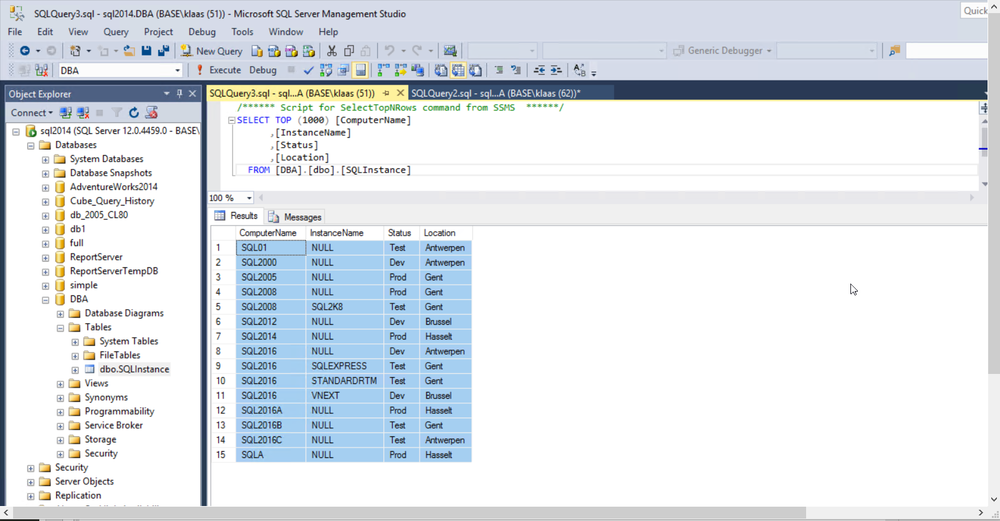 SQLQuery3.sql - sql2014.DBA (BASE\klaas (51)) - Microsoft SQL Server Management Studio
Quick
File Edit View Query Project Debug Tools Window Help
New Query
Generic Debugger
DBA
Execute Debug
Object Explorer
SQLQuery3.sql - sql...A (BASE\klaas (51))
SQLQuery2.sql - sql...A (BASE\klaas (62))*
Connect
sql2014 (SQL Server 12.0.4459.0 - BASE\
Databases
System Databases
Database Snapshots
AdventureWorks2014
Cube_Query_History
db_2005_CL80
db1
full
ReportServer
ReportServerTempDB
simple
DBA
Database Diagrams
Tables
System Tables
FileTables
dbo.SQLInstance
Views
Synonyms
Programmability
Service Broker
Storage
Security
Security
Server Objects
Replication
/****** Script for SelectTopNRows command from SSMS ******/
SELECT TOP (1000) [ComputerName]
,[InstanceName]
,[Status]
,[Location]
FROM [DBA].[dbo].[SQLInstance]
100 %
Results Messages
ComputerName InstanceName Status Location
1 SQL01 NULL Test Antwerpen
2 SQL2000 NULL Dev Antwerpen
3 SQL2005 NULL Prod Gent
4 SQL2008 NULL Prod Gent
5 SQL2008 SQL2K8 Test Gent
6 SQL2012 NULL Dev Brussel
7 SQL2014 NULL Prod Hasselt
8 SQL2016 NULL Dev Antwerpen
9 SQL2016 SQLEXPRESS Test Gent
10 SQL2016 STANDARDRTM Test Gent
11 SQL2016 VNEXT Dev Brussel
12 SQL2016A NULL Prod Hasselt
13 SQL2016B NULL Test Gent
14 SQL2016C NULL Test Antwerpen
15 SQLA NULL Prod Hasselt